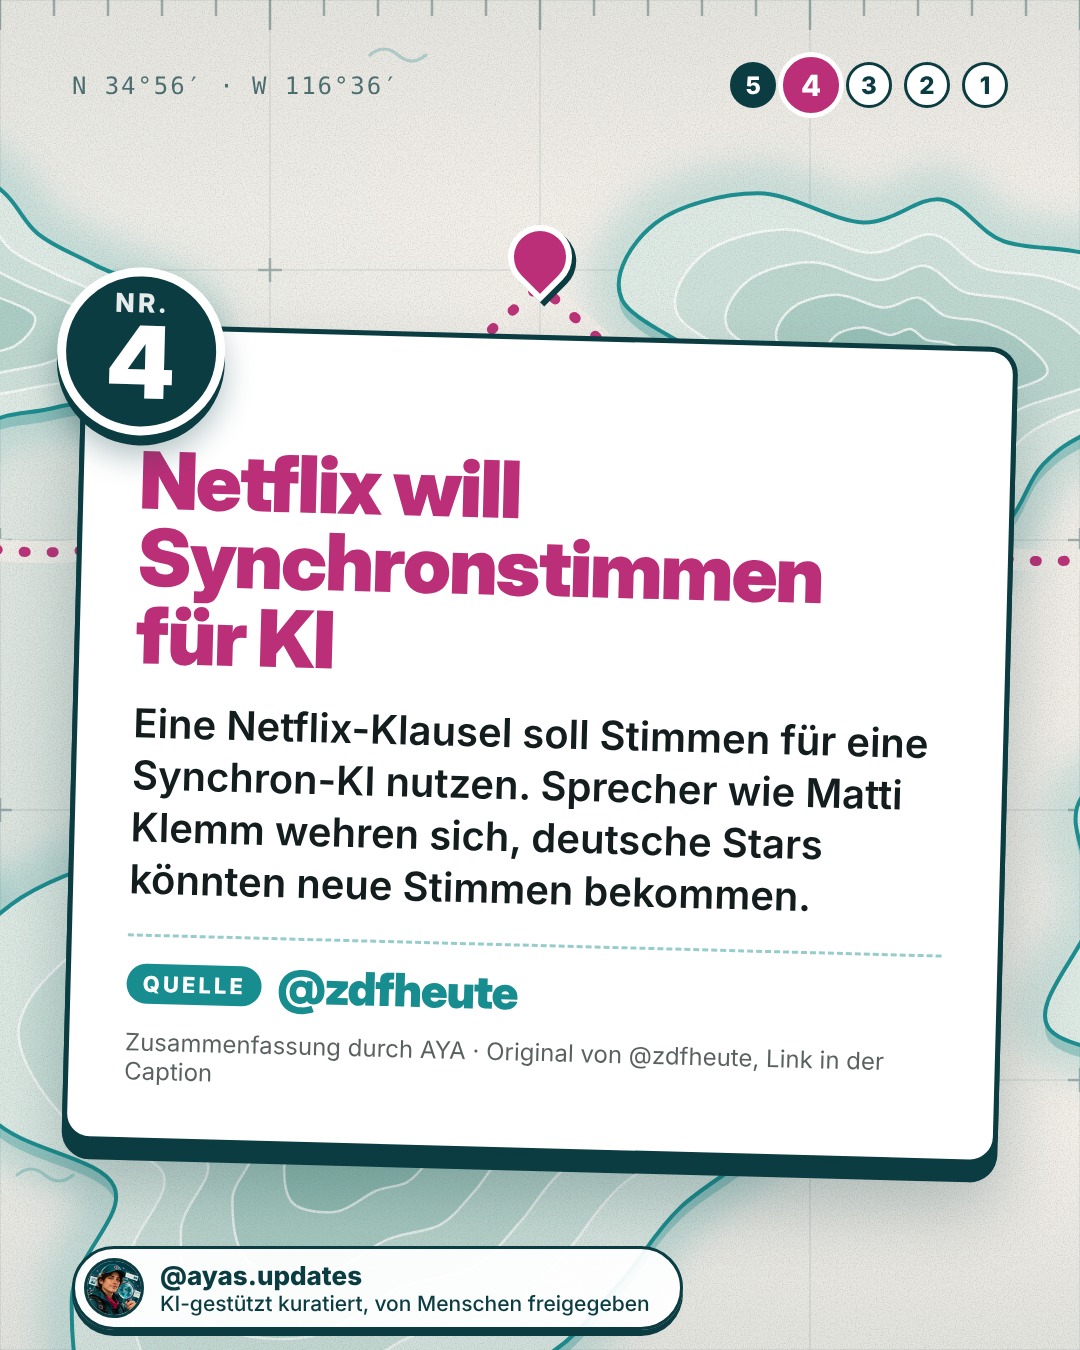 N 34°56′ · W 116°36′
5 4 3 2 1
NR.
4
Netflix will
Synchronstimmen
für KI
Eine Netflix-Klausel soll Stimmen für eine
Synchron-KI nutzen. Sprecher wie Matti
Klemm wehren sich, deutsche Stars
könnten neue Stimmen bekommen.
QUELLE @zdfheute
Zusammenfassung durch AYA · Original von @zdfheute, Link in der
Caption
@ayas.updates
KI-gestützt kuratiert, von Menschen freigegeben